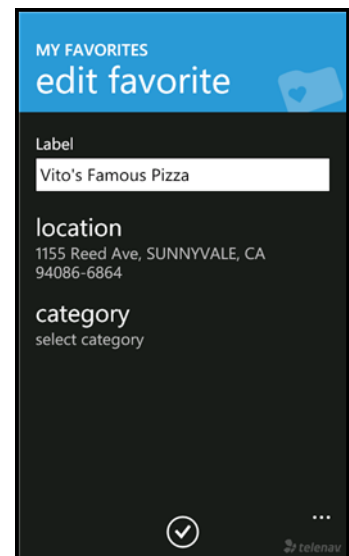 MY FAVORITES
edit favorite
Label
Vito's Famous Pizza
location
1155 Reed Ave, SUNNYVALE, CA
94086-6864
category
select category
...
telenav